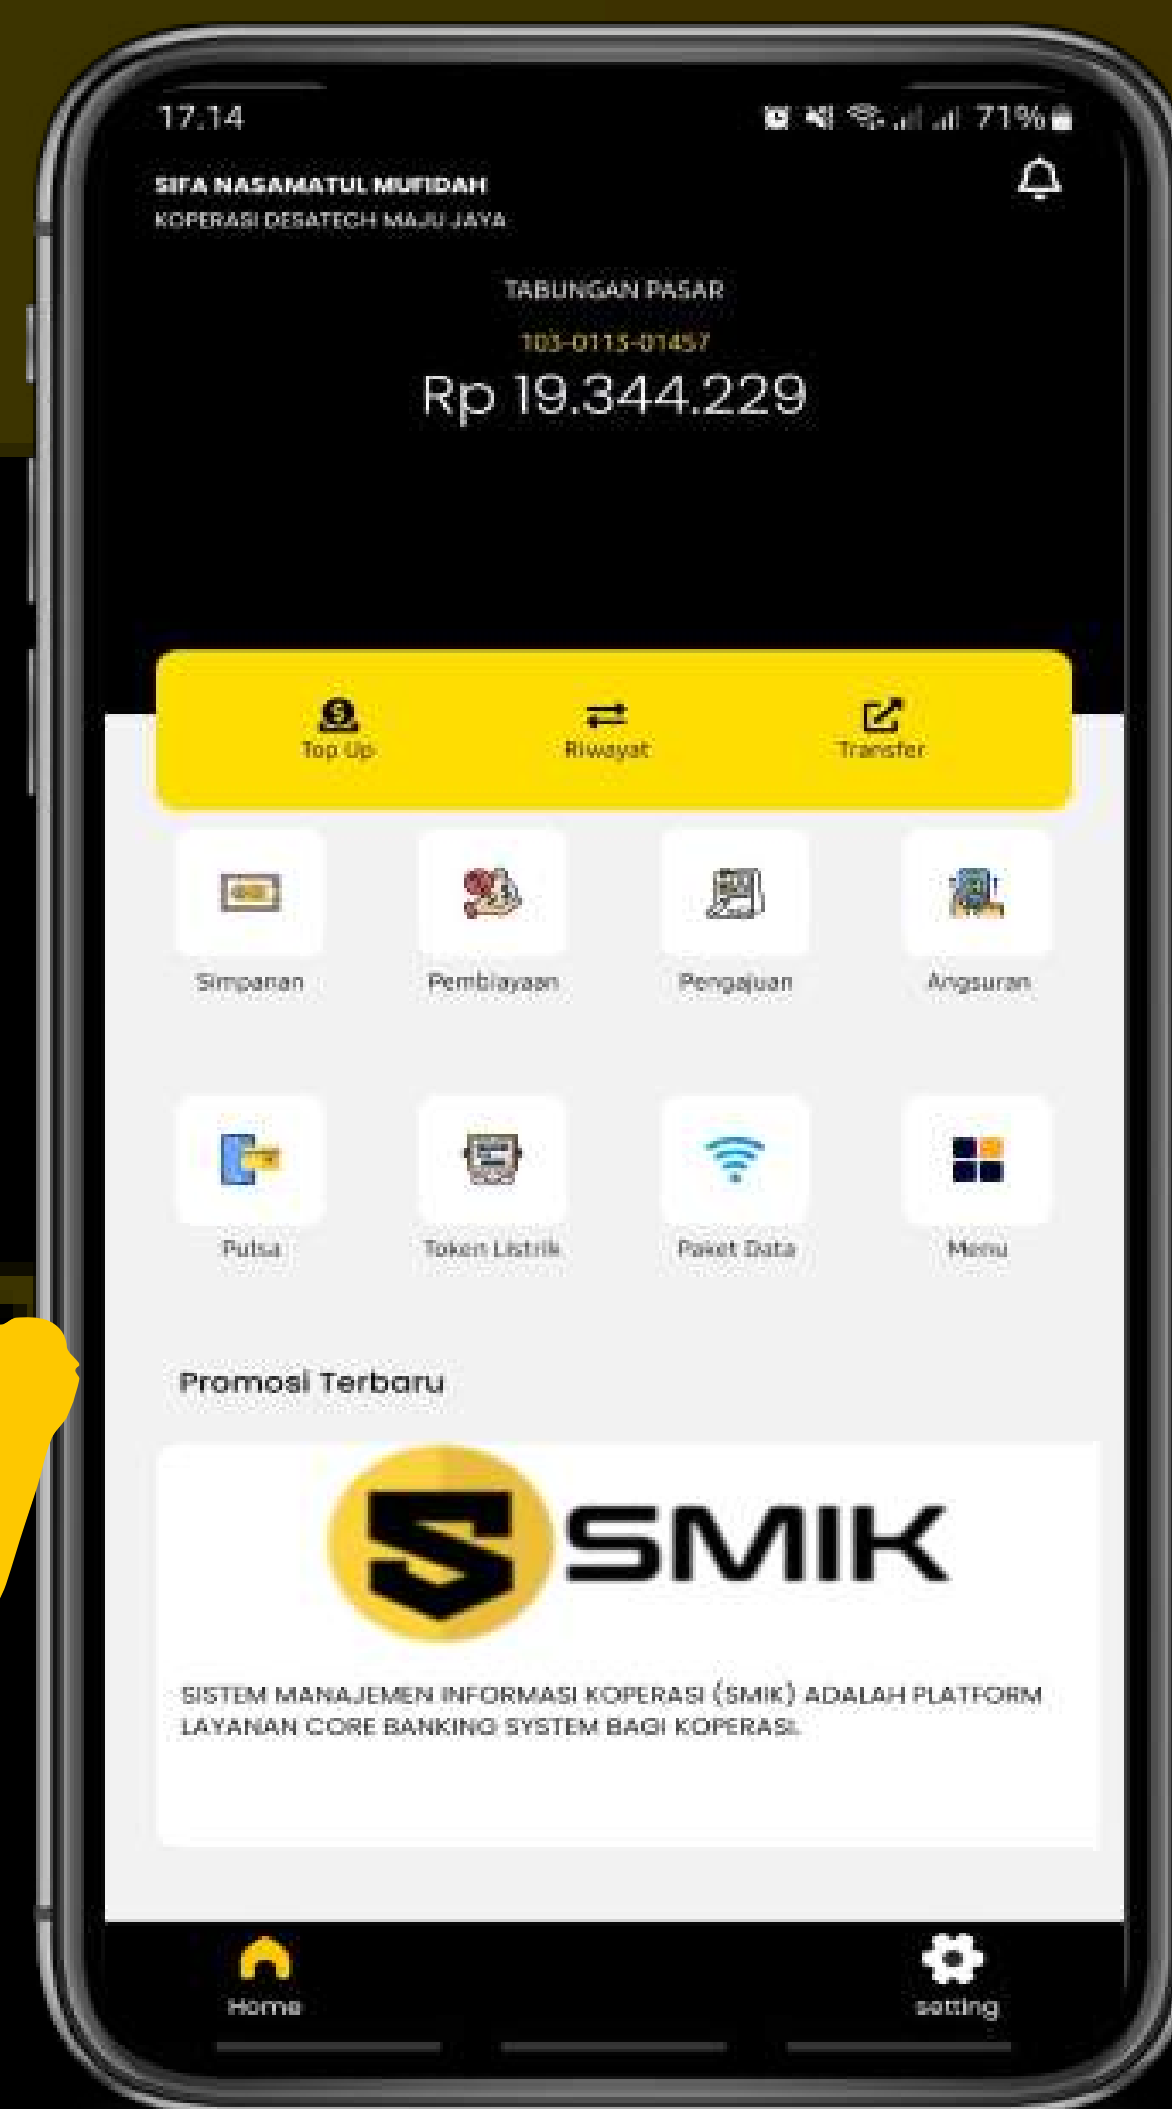 17.14
71%
SIFA NASAMATUL MUFIDAH
KOPERASI DESATECH MAJU JAYA
TABUNGAN PASAR
103-0113-01457
Rp 19.344.229
Top Up Riwayat Transfer
Simpanan Pembiayaan Pengajuan Angsuran
Pulsa Token Listrik Paket Data Menu
Promosi Terbaru
SMIK
SISTEM MANAJEMEN INFORMASI KOPERASI (SMIK) ADALAH PLATFORM
LAYANAN CORE BANKING SYSTEM BAGI KOPERASI.
Home setting